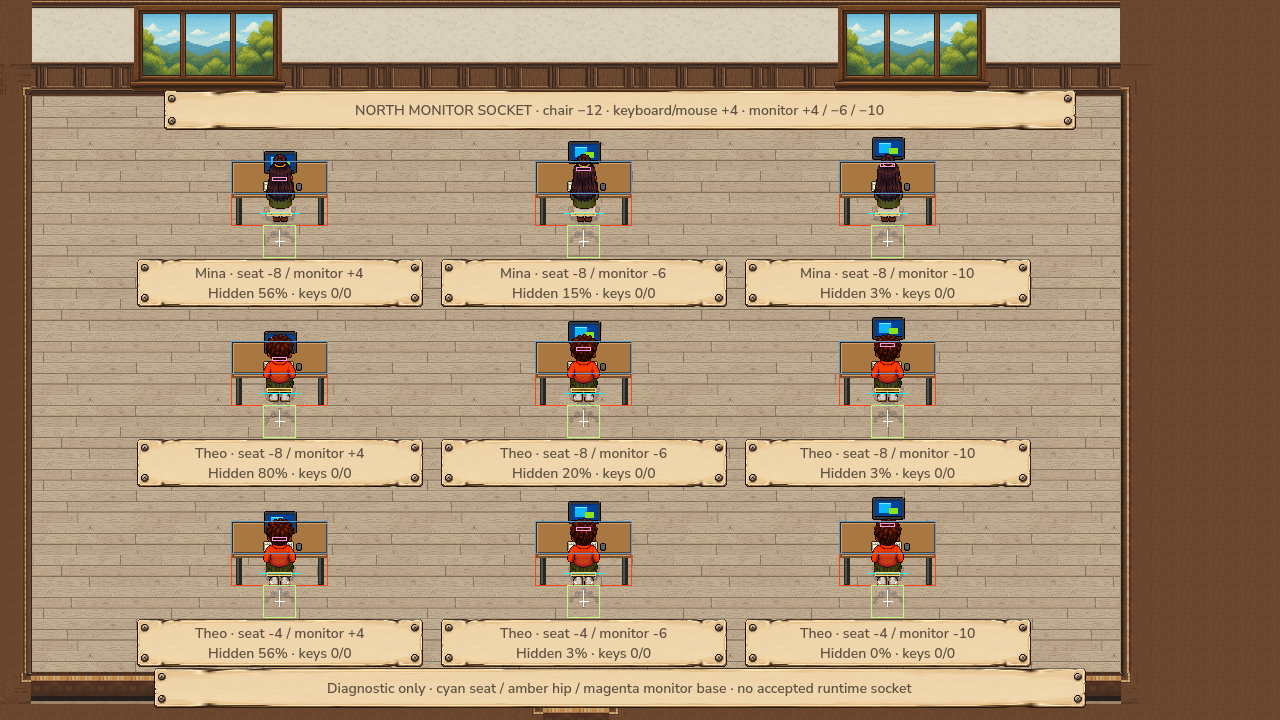 NORTH MONITOR SOCKET · chair −12 · keyboard/mouse +4 · monitor +4 / −6 / −10
Mina · seat -8 / monitor +4
Hidden 56% · keys 0/0
Mina · seat -8 / monitor -6
Hidden 15% · keys 0/0
Mina · seat -8 / monitor -10
Hidden 3% · keys 0/0
Theo · seat -8 / monitor +4
Hidden 80% · keys 0/0
Theo · seat -8 / monitor -6
Hidden 20% · keys 0/0
Theo · seat -8 / monitor -10
Hidden 3% · keys 0/0
Theo · seat -4 / monitor +4
Hidden 56% · keys 0/0
Theo · seat -4 / monitor -6
Hidden 3% · keys 0/0
Theo · seat -4 / monitor -10
Hidden 0% · keys 0/0
Diagnostic only · cyan seat / amber hip / magenta monitor base · no accepted runtime socket